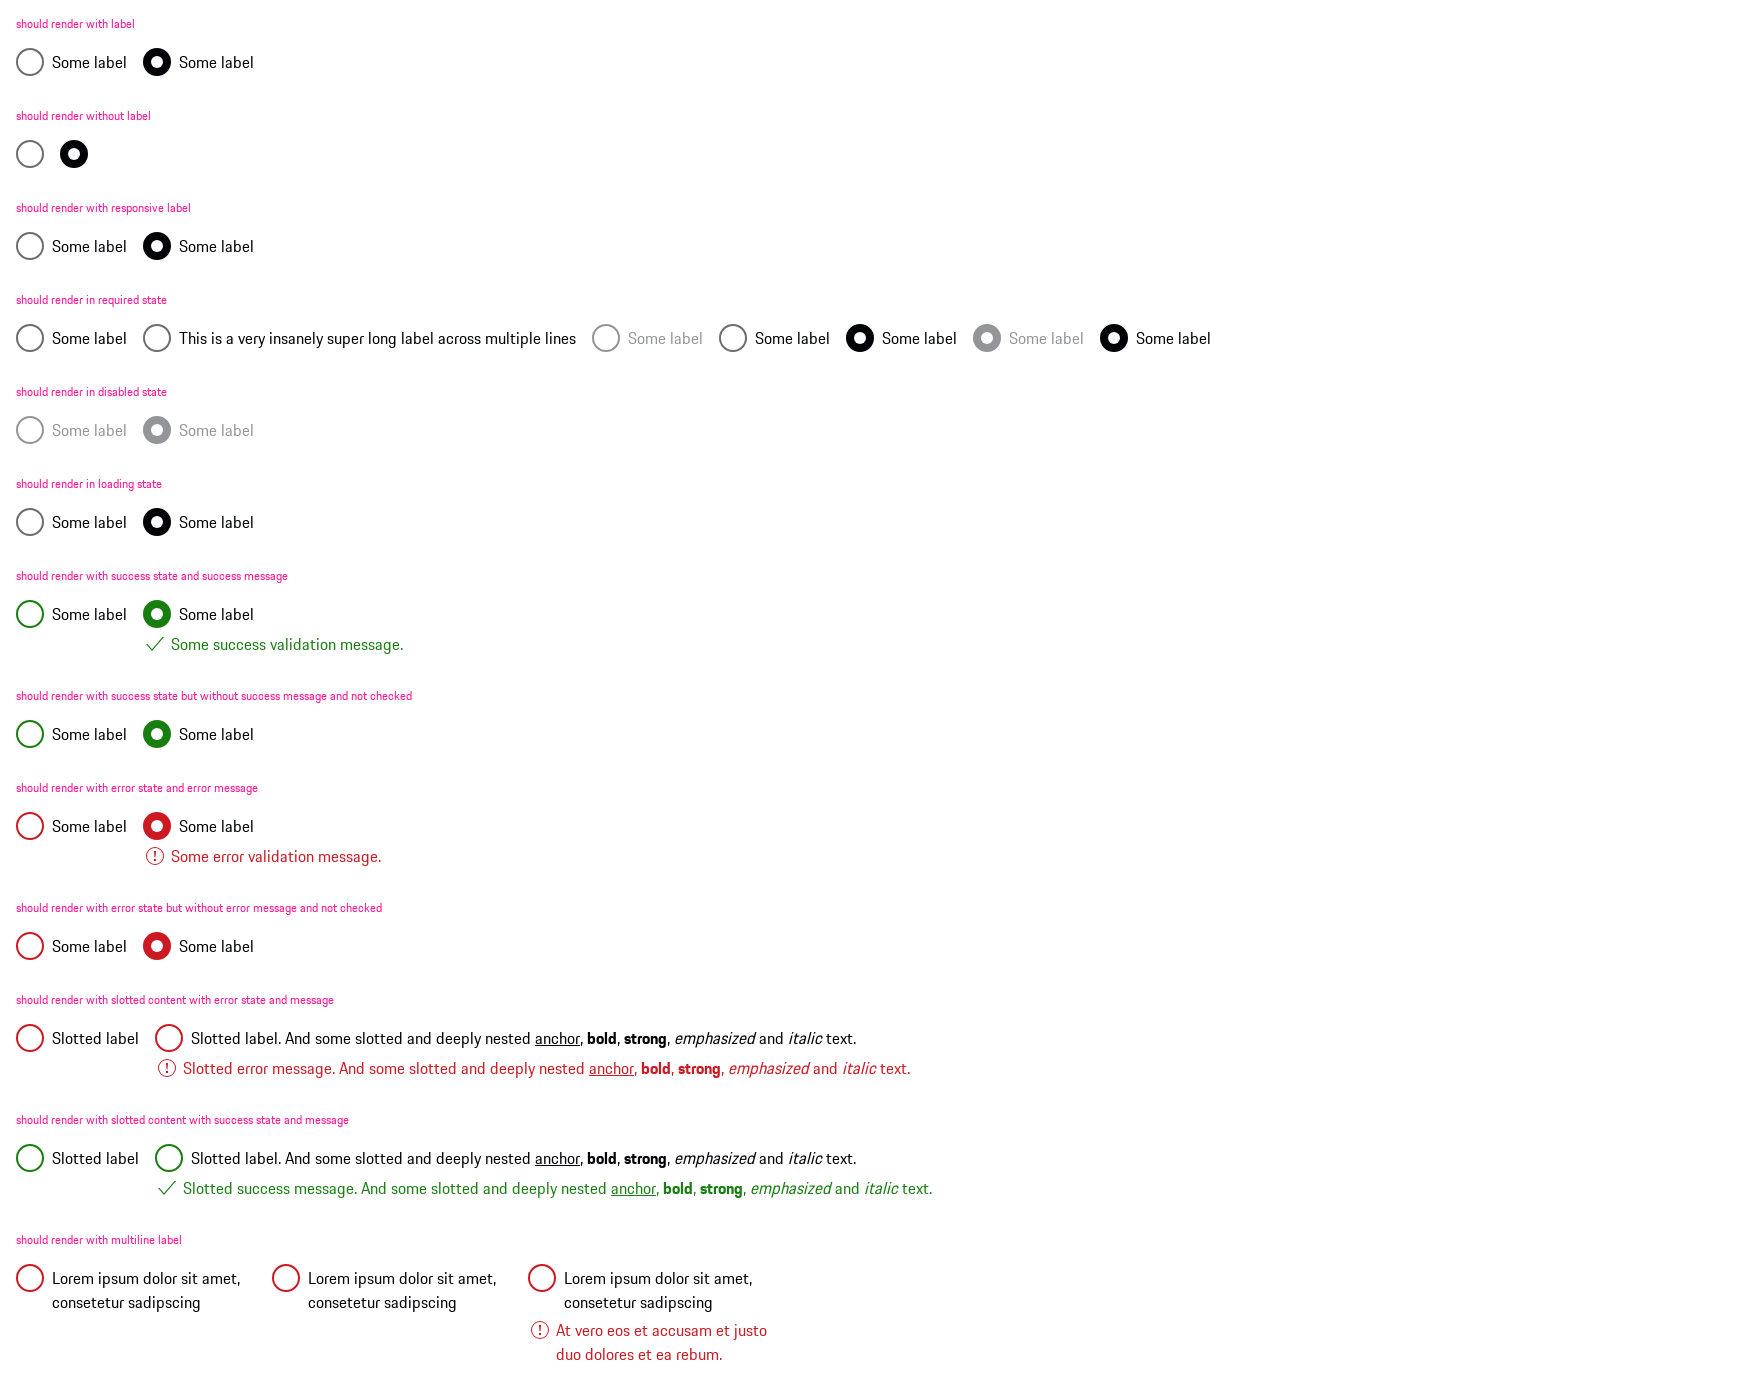 should render with label
Some label Some label
should render without label
should render with responsive label
Some label Some label
should render in required state
Some label This is a very insanely super long label across multiple lines Some label Some label Some label Some label Some label
should render in disabled state
Some label Some label
should render in loading state
Some label Some label
should render with success state and success message
Some label Some label
Some success validation message.
should render with success state but without success message and not checked
Some label Some label
should render with error state and error message
Some label Some label
Some error validation message.
should render with error state but without error message and not checked
Some label Some label
should render with slotted content with error state and message
Slotted label Slotted label. And some slotted and deeply nested anchor, bold, strong, emphasized and italic text.
Slotted error message. And some slotted and deeply nested anchor, bold, strong, emphasized and italic text.
should render with slotted content with success state and message
Slotted label Slotted label. And some slotted and deeply nested anchor, bold, strong, emphasized and italic text.
Slotted success message. And some slotted and deeply nested anchor, bold, strong, emphasized and italic text.
should render with multiline label
Lorem ipsum dolor sit amet,
consetetur sadipscing
Lorem ipsum dolor sit amet,
consetetur sadipscing
Lorem ipsum dolor sit amet,
consetetur sadipscing
At vero eos et accusam et justo
duo dolores et ea rebum.